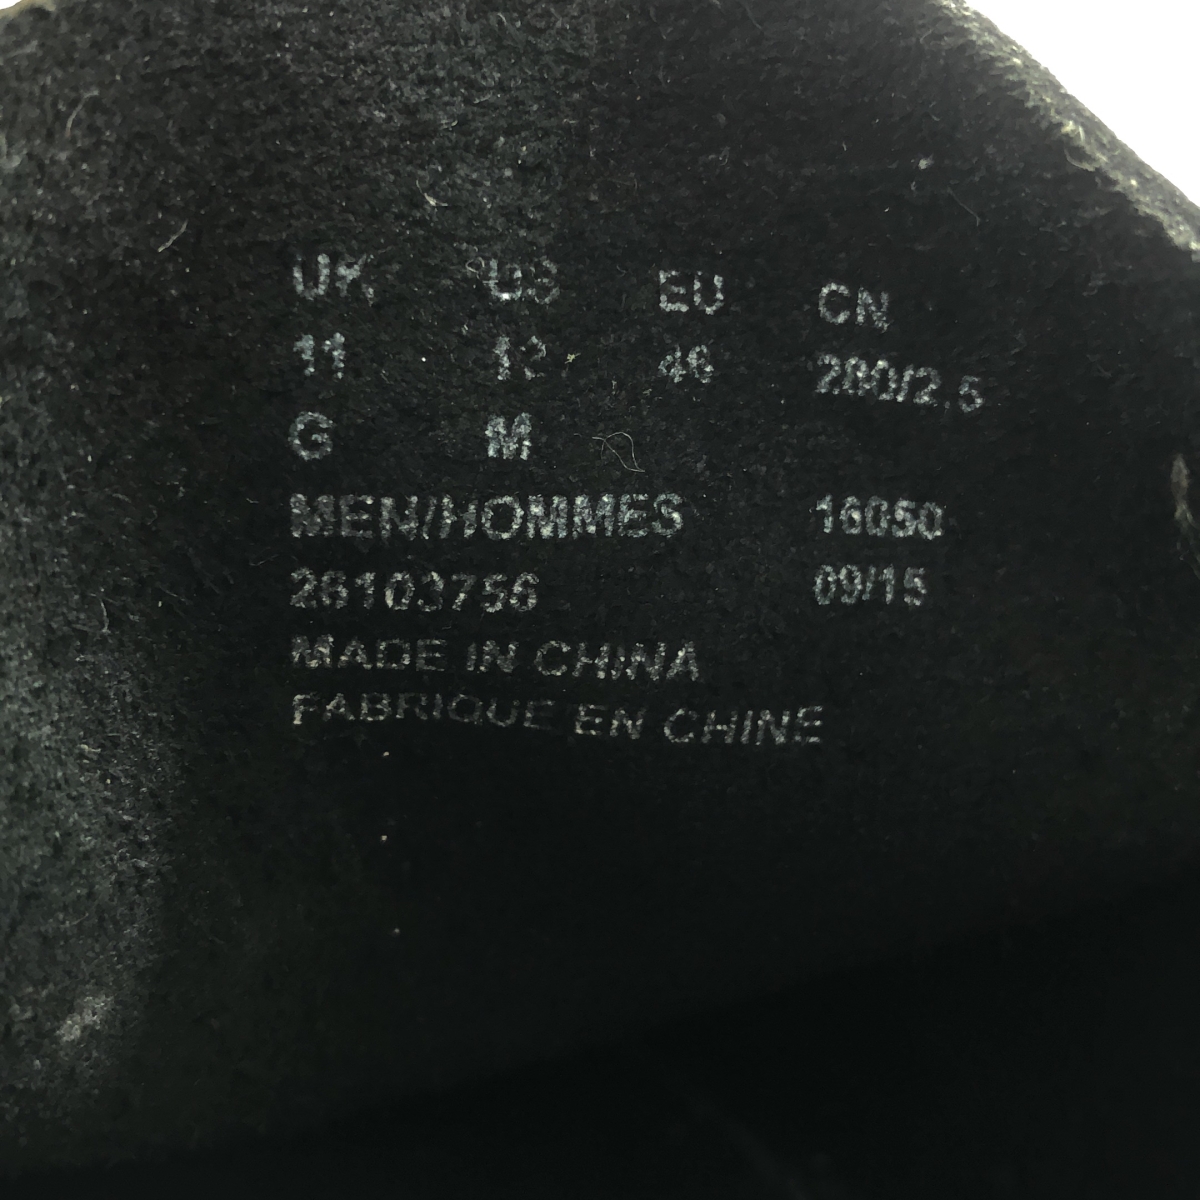 UK US EU CN
11 12 46 280/2.5
G M
MEN/HOMMES 16050
26103756 09/15
MADE IN CHINA
FABRIQUE EN CHINE